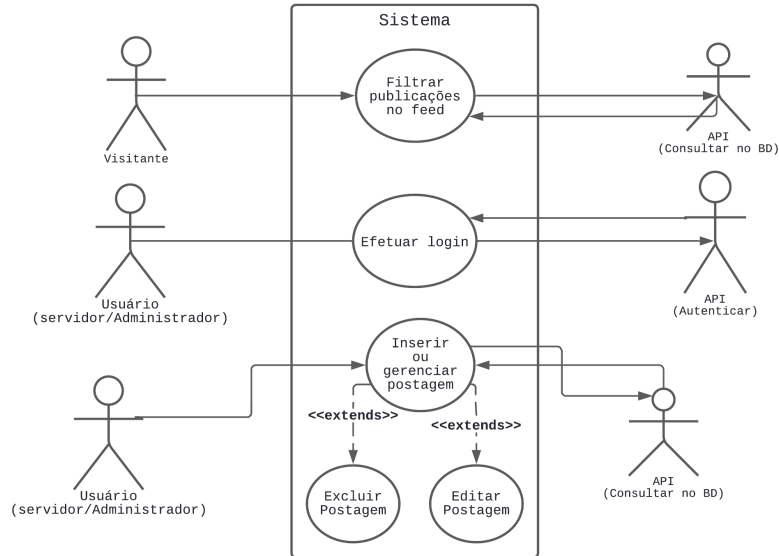 Sistema
Filtrar
publicações
no feed
Visitante
API
(Consultar no BD)
Efetuar login
Usuário
(servidor/Administrador)
API
(Autenticar)
Inserir
ou
gerenciar
postagem
<<extends>>
<<extends>>
Usuário
(servidor/Administrador)
Excluir
Postagem
Editar
Postagem
API
(Consultar no BD)